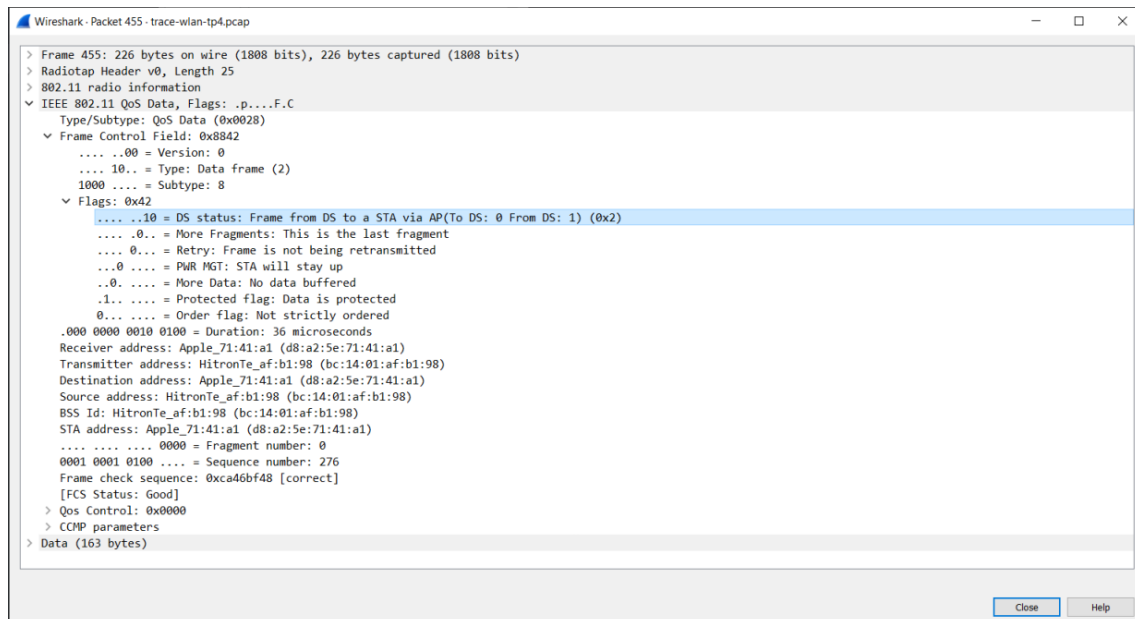 Wireshark · Packet 455 · trace-wlan-tp4.pcap
> Frame 455: 226 bytes on wire (1808 bits), 226 bytes captured (1808 bits)
> Radiotap Header v0, Length 25
> 802.11 radio information
IEEE 802.11 QoS Data, Flags: .p....F.C
Type/Subtype: QoS Data (0x0028)
Frame Control Field: 0x8842
.... ..00 = Version: 0
.... 10.. = Type: Data frame (2)
1000 .... = Subtype: 8
Flags: 0x42
.... ..10 = DS status: Frame from DS to a STA via AP(To DS: 0 From DS: 1) (0x2)
.... .0.. = More Fragments: This is the last fragment
.... 0... = Retry: Frame is not being retransmitted
...0 .... = PWR MGT: STA will stay up
..0. .... = More Data: No data buffered
.1.. .... = Protected flag: Data is protected
0... .... = Order flag: Not strictly ordered
.000 0000 0010 0100 = Duration: 36 microseconds
Receiver address: Apple_71:41:a1 (d8:a2:5e:71:41:a1)
Transmitter address: HitronTe_af:b1:98 (bc:14:01:af:b1:98)
Destination address: Apple_71:41:a1 (d8:a2:5e:71:41:a1)
Source address: HitronTe_af:b1:98 (bc:14:01:af:b1:98)
BSS Id: HitronTe_af:b1:98 (bc:14:01:af:b1:98)
STA address: Apple_71:41:a1 (d8:a2:5e:71:41:a1)
.... .... .... 0000 = Fragment number: 0
0001 0001 0100 .... = Sequence number: 276
Frame check sequence: 0xca46bf48 [correct]
[FCS Status: Good]
> Qos Control: 0x0000
> CCMP parameters
> Data (163 bytes)
Close Help